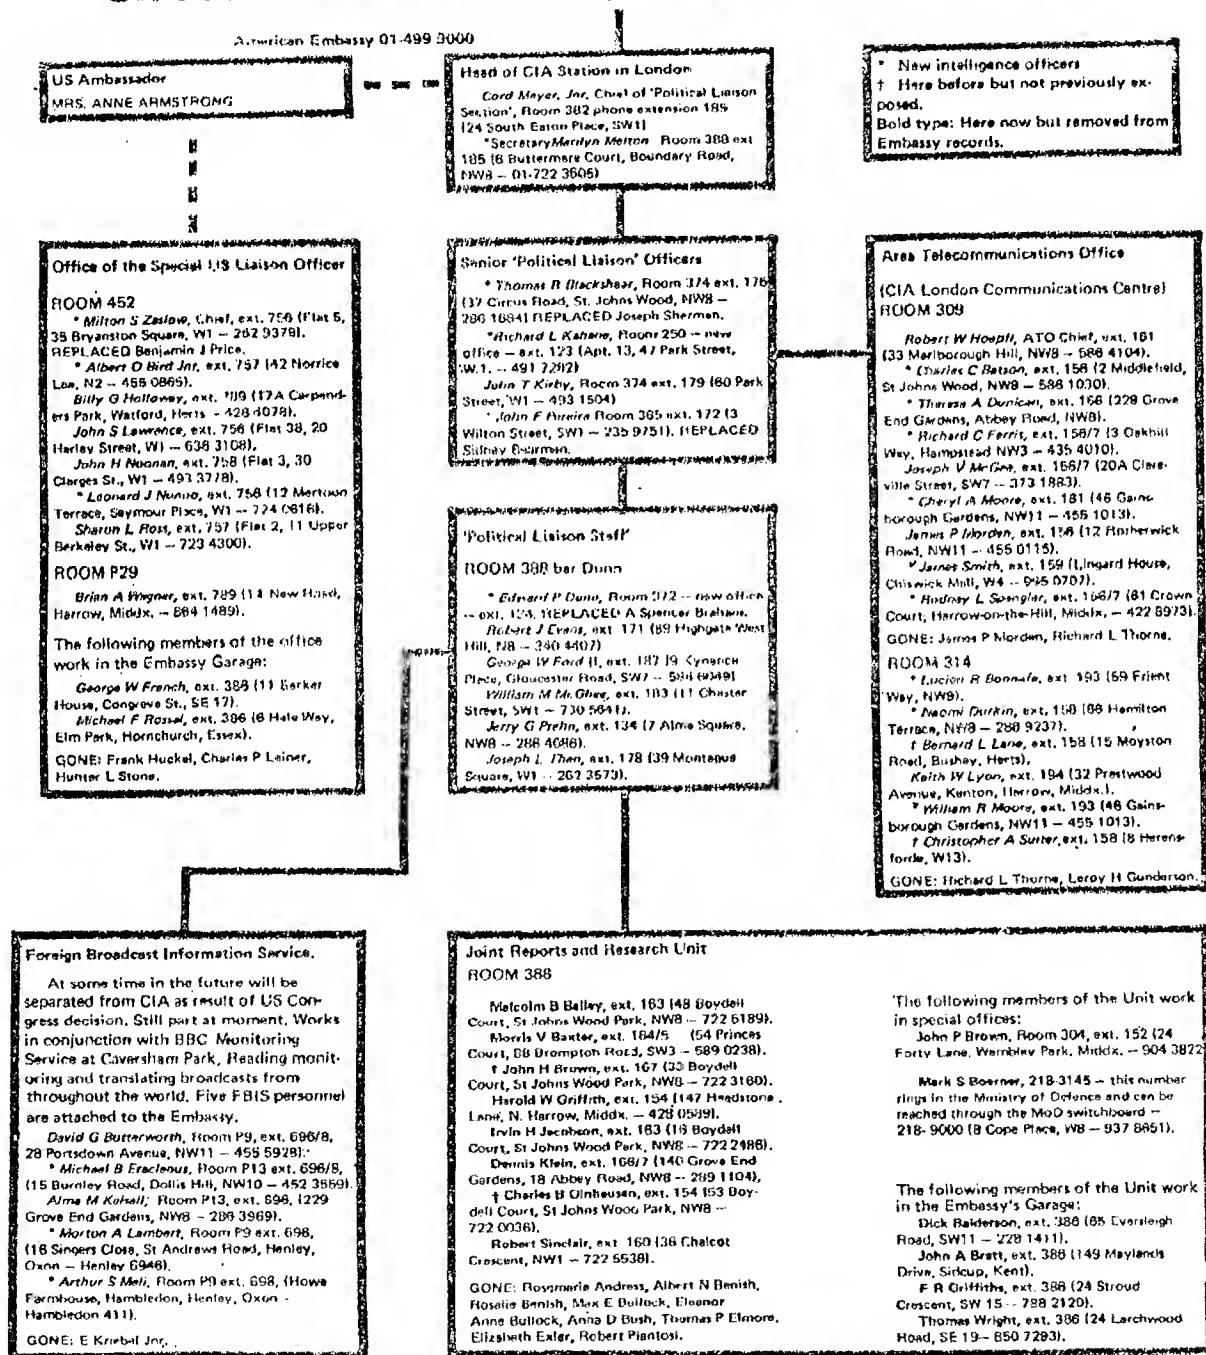 American Embassy 01-499 9000
US Ambassador
MRS. ANNE ARMSTRONG
Head of CIA Station in London
Cord Meyer, Jnr, Chief of 'Political Liaison
Section', Room 382 phone extension 185
(24 South Eaton Place, SW1)
*Secretary Marilyn Melton Room 388 ext
185 (6 Buttermere Court, Boundary Road,
NW8 -- 01-722 3605)
* New intelligence officers
† Here before but not previously ex-
posed.
Bold type: Here now but removed from
Embassy records.
Office of the Special US Liaison Officer
ROOM 452
* Milton S Zaslow, Chief, ext. 756 (Flat 5,
35 Bryanston Square, W1 -- 262 9379).
REPLACED Benjamin J Price.
* Albert O Bird Jnr, ext. 757 (42 Norrice
Lea, N2 -- 455 0865).
Billy G Holloway, ext. (17A Carpend-
ers Park, Watford, Herts -- 428 4078).
John S Lawrence, ext. 756 (Flat 38, 20
Harley Street, W1 -- 636 3108).
John H Noonan, ext. 758 (Flat 3, 30
Clarges St., W1 -- 493 3778).
* Leonard J Nunno, ext. 756 (12 Mertoun
Terrace, Seymour Place, W1 -- 724 0616).
Sharon L Ross, ext. 757 (Flat 2, 11 Upper
Berkeley St., W1 -- 723 4300).
ROOM P29
Brian A Wagner, ext. 789 (14 New Road,
Harrow, Middx. -- 864 1489).
The following members of the office
work in the Embassy Garage:
George W French, ext. 386 (11 Barker
House, Congreve St., SE 17).
Michael F Rossel, ext. 386 (6 Hale Way,
Elm Park, Hornchurch, Essex).
GONE: Frank Huckel, Charles P Leiner,
Hunter L Stone.
Senior 'Political Liaison' Officers
* Thomas R Blackshear, Room 374 ext. 176
(37 Circus Road, St. Johns Wood, NW8 --
286 1884) REPLACED Joseph Sherman.
*Richard L Kahane, Room 250 -- new
office -- ext. 123 (Apt. 13, 47 Park Street,
W.1. -- 491 7292)
John T Kirby, Room 374 ext. 179 (60 Park
Street, W1 -- 493 1504)
* John F Pereira Room 365 ext. 172 (3
Wilton Street, SW1 -- 235 9751). REPLACED
Sidney Bearman.
'Political Liaison Staff'
ROOM 388 bar Dunn
* Edward P Dunn, Room 372 -- new office
-- ext. 124, REPLACED A Spencer Braham.
Robert J Evans, ext. 171 (89 Highgate West
Hill, N8 -- 340 4407)
George W Ford II, ext. 187 (9 Kynance
Place, Gloucester Road, SW7 -- 584 6049)
William M McGhee, ext. 183 (11 Chester
Street, SW1 -- 730 5641).
Jerry G Prehn, ext. 134 (7 Alma Square,
NW8 -- 286 4086).
Joseph L Then, ext. 178 (39 Montague
Square, W1 -- 262 3573).
Area Telecommunications Office
(CIA London Communications Centre)
ROOM 309
Robert W Hoepfl, ATO Chief, ext. 161
(33 Marlborough Hill, NW8 -- 586 4104).
* Charles C Batson, ext. 156 (2 Middlefield,
St Johns Wood, NW8 -- 586 1030).
* Theresa A Dunican, ext. 166 (229 Grove
End Gardens, Abbey Road, NW8).
* Richard C Ferris, ext. 156/7 (3 Oakhill
Way, Hampstead NW3 -- 435 4010).
Joseph V McGee, ext. 156/7 (20A Clare-
ville Street, SW7 -- 373 1883).
* Cheryl A Moore, ext. 161 (46 Gains-
borough Gardens, NW11 -- 455 1013).
James P Morden, ext. 156 (12 Rotherwick
Road, NW11 -- 455 0115).
* James Smith, ext. 159 (Lingard House,
Chiswick Mall, W4 -- 995 0707).
* Rodney L Spangler, ext. 156/7 (81 Crown
Court, Harrow-on-the-Hill, Middx. -- 422 8973).
GONE: James P Morden, Richard L Thorne.
ROOM 314
* Lucien R Bonnafe, ext 193 (59 Frient
Way, NW9).
* Naomi Durkin, ext. 158 (86 Hamilton
Terrace, NW8 -- 286 9237).
† Bernard L Lane, ext. 158 (15 Moyston
Road, Bushey, Herts).
Keith W Lyon, ext. 194 (32 Prestwood
Avenue, Kenton, Harrow, Middx.).
* William R Moore, ext. 193 (46 Gains-
borough Gardens, NW11 -- 455 1013).
† Christopher A Surter, ext. 158 (8 Herens-
forde, W13).
GONE: Richard L Thorne, Leroy H Gunderson.
Foreign Broadcast Information Service.
At some time in the future will be
separated from CIA as result of US Con-
gress decision. Still part at moment. Works
in conjunction with BBC Monitoring
Service at Caversham Park, Reading monit-
oring and translating broadcasts from
throughout the world. Five FBIS personnel
are attached to the Embassy.
David G Butterworth, Room P9, ext. 696/8,
28 Portsdown Avenue, NW11 -- 455 5928).
* Michael B Eraclenus, Room P13 ext. 696/8,
(15 Burnley Road, Dollis Hill, NW10 -- 452 3569).
Alma M Kohall, Room P13, ext. 696, (229
Grove End Gardens, NW8 -- 286 3969).
* Morton A Lambert, Room P9 ext. 698,
(16 Singers Close, St Andrews Road, Henley,
Oxon -- Henley 6946).
* Arthur S Meli, Room P9 ext. 698, (Howe
Farmhouse, Hambledon, Henley, Oxon -
Hambledon 411).
GONE: E Kriebal Jnr.
Joint Reports and Research Unit
ROOM 388
Malcolm B Bailey, ext. 163 (48 Boydell
Court, St Johns Wood Park, NW8 -- 722 6189).
Morris V Baxter, ext. 164/5 (54 Princes
Court, 88 Brompton Road, SW3 -- 589 0238).
† John H Brown, ext. 167 (33 Boydell
Court, St Johns Wood Park, NW8 -- 722 3160).
Harold W Griffith, ext. 154 (147 Headstone
Lane, N. Harrow, Middx. -- 428 0589).
Irvin H Jacobson, ext. 163 (16 Boydell
Court, St Johns Wood Park, NW8 -- 722 2486).
Dennis Klein, ext. 166/7 (140 Grove End
Gardens, 18 Abbey Road, NW8 -- 289 1104),
† Charles B Olnhausen, ext. 154 (53 Boy-
dell Court, St Johns Wood Park, NW8 --
722 0036).
Robert Sinclair, ext. 160 (36 Chalcot
Crescent, NW1 -- 722 5538).
GONE: Rosemarie Andress, Albert N Benish,
Rosalie Benish, Max E Bullock, Eleanor
Anne Bullock, Anna D Bush, Thomas P Elmore,
Elizabeth Exler, Robert Plantosi.
The following members of the Unit work
in special offices:
John P Brown, Room 304, ext. 152 (24
Forty Lane, Wembley Park, Middx. -- 904 3822
Mark S Boerner, 218-3145 -- this number
rings in the Ministry of Defence and can be
reached through the MoD switchboard --
218- 9000 (8 Cope Place, W8 -- 937 8651).
The following members of the Unit work
in the Embassy's Garage:
Dick Balderson, ext. 386 (65 Eversleigh
Road, SW11 -- 228 1411).
John A Bratt, ext. 386 (149 Maylands
Drive, Sidcup, Kent).
F R Griffiths, ext. 386 (24 Stroud
Crescent, SW 15 -- 788 2120).
Thomas Wright, ext. 386 (24 Larchwood
Road, SE 19 -- 850 7293).